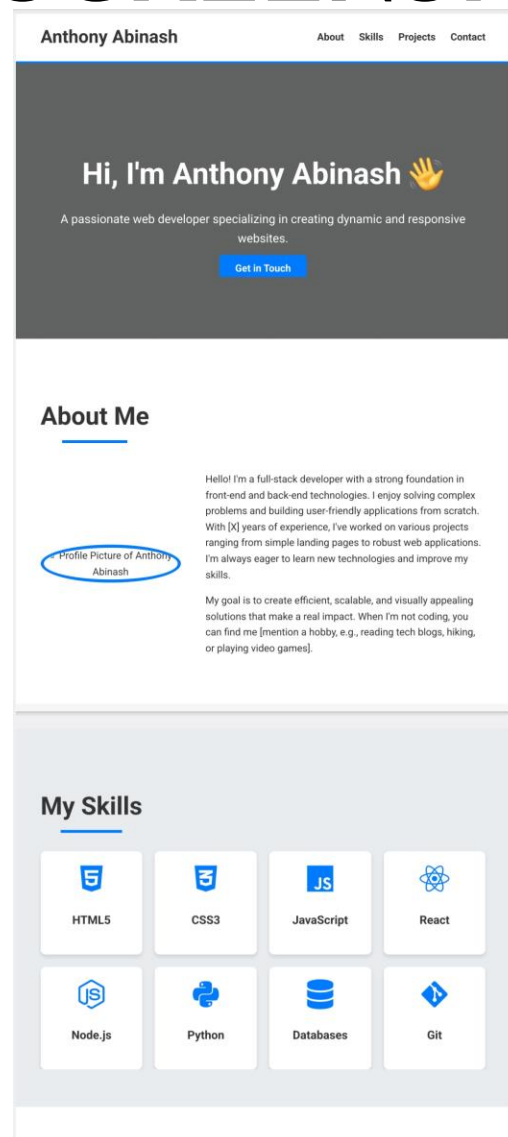 Anthony Abinash
About Skills Projects Contact
Hi, I'm Anthony Abinash 👋
A passionate web developer specializing in creating dynamic and responsive
websites.
Get in Touch
About Me
Profile Picture of Anthony
Abinash
Hello! I'm a full-stack developer with a strong foundation in
front-end and back-end technologies. I enjoy solving complex
problems and building user-friendly applications from scratch.
With [X] years of experience, I've worked on various projects
ranging from simple landing pages to robust web applications.
I'm always eager to learn new technologies and improve my
skills.
My goal is to create efficient, scalable, and visually appealing
solutions that make a real impact. When I'm not coding, you
can find me [mention a hobby, e.g., reading tech blogs, hiking,
or playing video games].
My Skills
5
3
JS
HTML5 CSS3 JavaScript React
JS
Node.js Python Databases Git